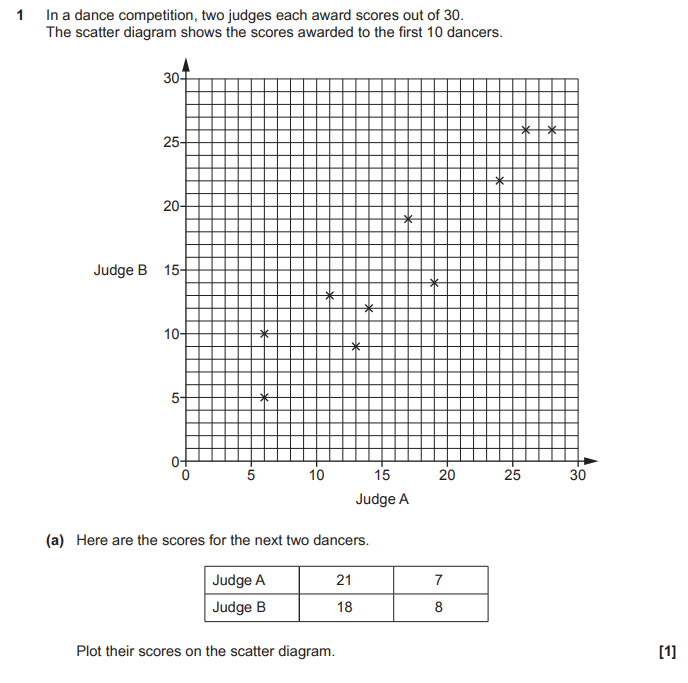 1 In a dance competition, two judges each award scores out of 30.
The scatter diagram shows the scores awarded to the first 10 dancers.
30
25
20
Judge B 15
10
5
0
0 5 10 15 20 25 30
Judge A
(a) Here are the scores for the next two dancers.
Judge A 21 7
Judge B 18 8
Plot their scores on the scatter diagram. [1]